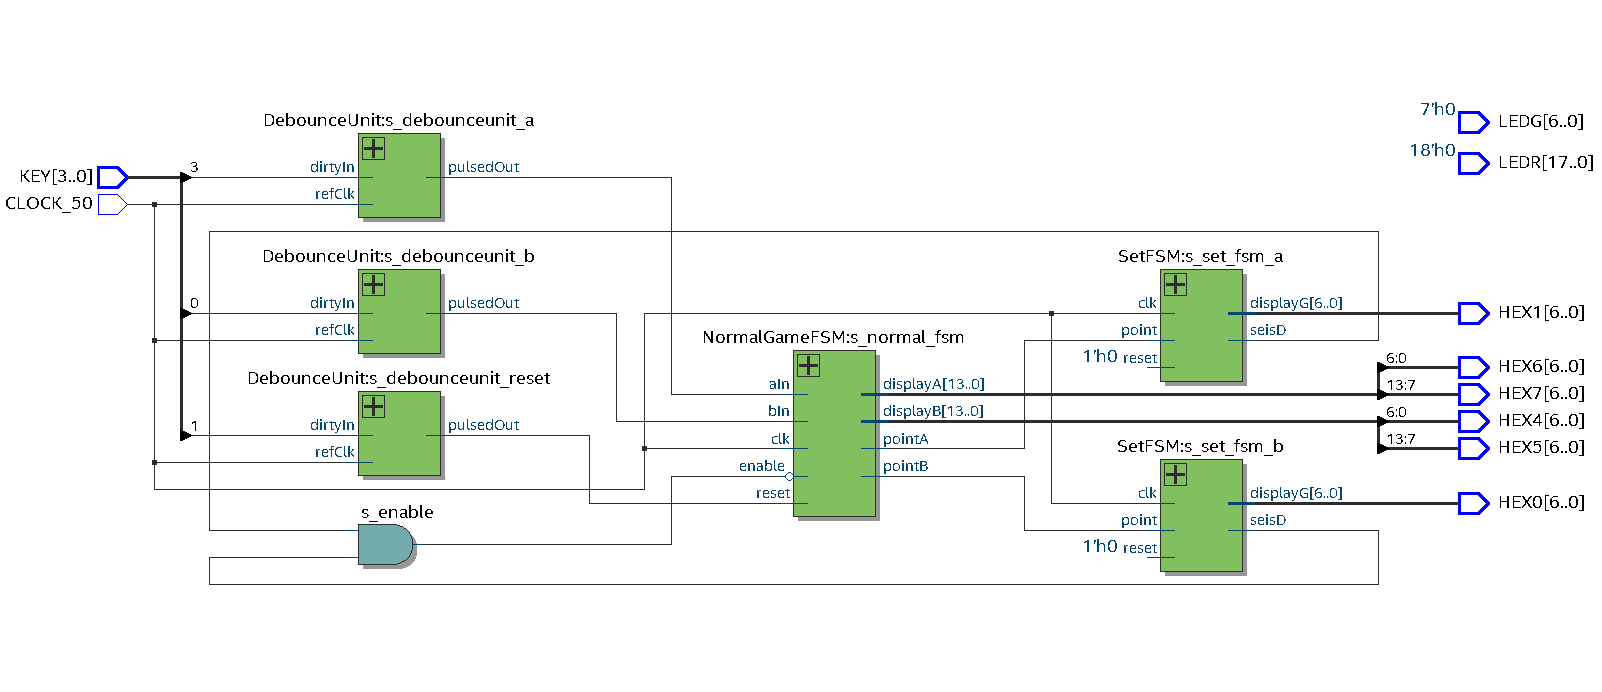 KEY[3..0]
CLOCK_50
3
0
1
DebounceUnit:s_debounceunit_a
dirtyIn
refClk
pulsedOut
DebounceUnit:s_debounceunit_b
dirtyIn
refClk
pulsedOut
DebounceUnit:s_debounceunit_reset
dirtyIn
refClk
pulsedOut
s_enable
NormalGameFSM:s_normal_fsm
aIn
bIn
clk
enable
reset
displayA[13..0]
displayB[13..0]
pointA
pointB
SetFSM:s_set_fsm_a
clk
point
1'h0 reset
displayG[6..0]
seisD
SetFSM:s_set_fsm_b
clk
point
1'h0 reset
displayG[6..0]
seisD
7'h0
LEDG[6..0]
18'h0
LEDR[17..0]
HEX1[6..0]
6:0
HEX6[6..0]
13:7
HEX7[6..0]
6:0
HEX4[6..0]
13:7
HEX5[6..0]
HEX0[6..0]